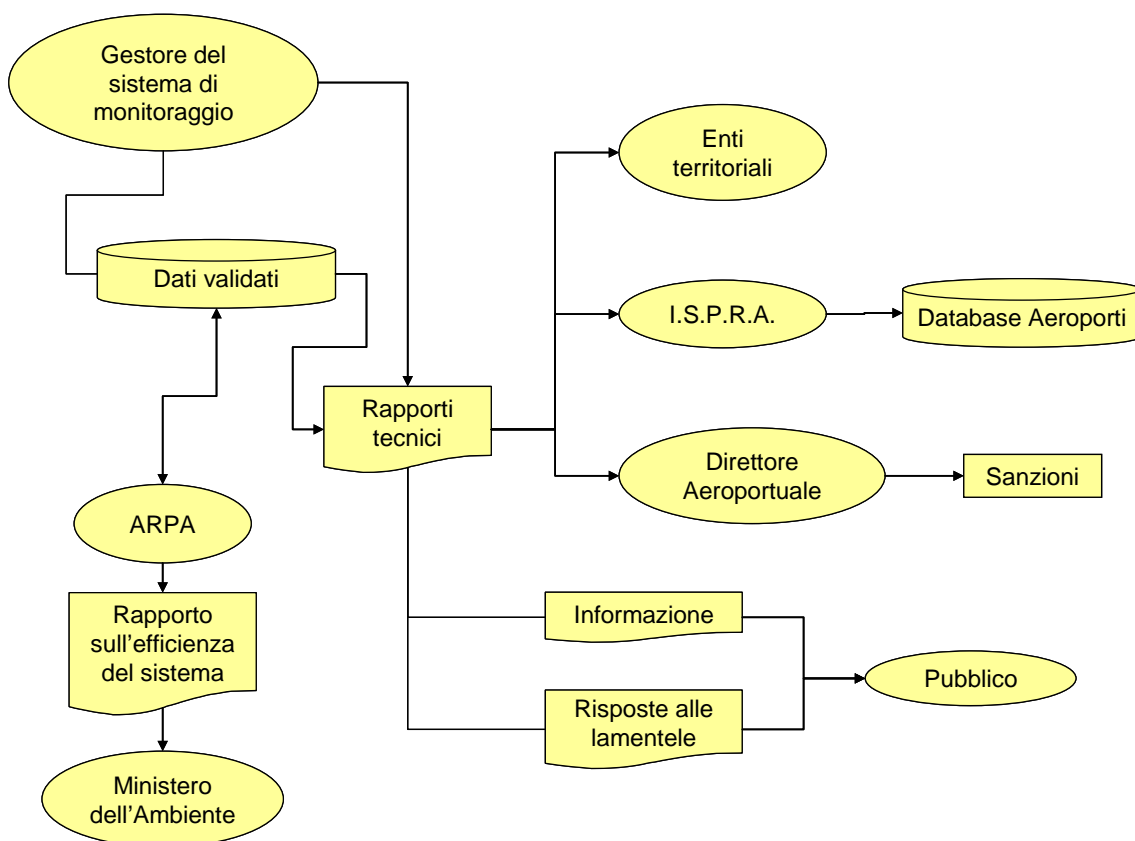 Gestore del
sistema di
monitoraggio
Enti
territoriali
Dati validati
I.S.P.R.A.
Database Aeroporti
Rapporti
tecnici
Direttore
Aeroportuale
Sanzioni
ARPA
Rapporto
sull’efficienza
del sistema
Informazione
Pubblico
Risposte alle
lamentele
Ministero
dell’Ambiente